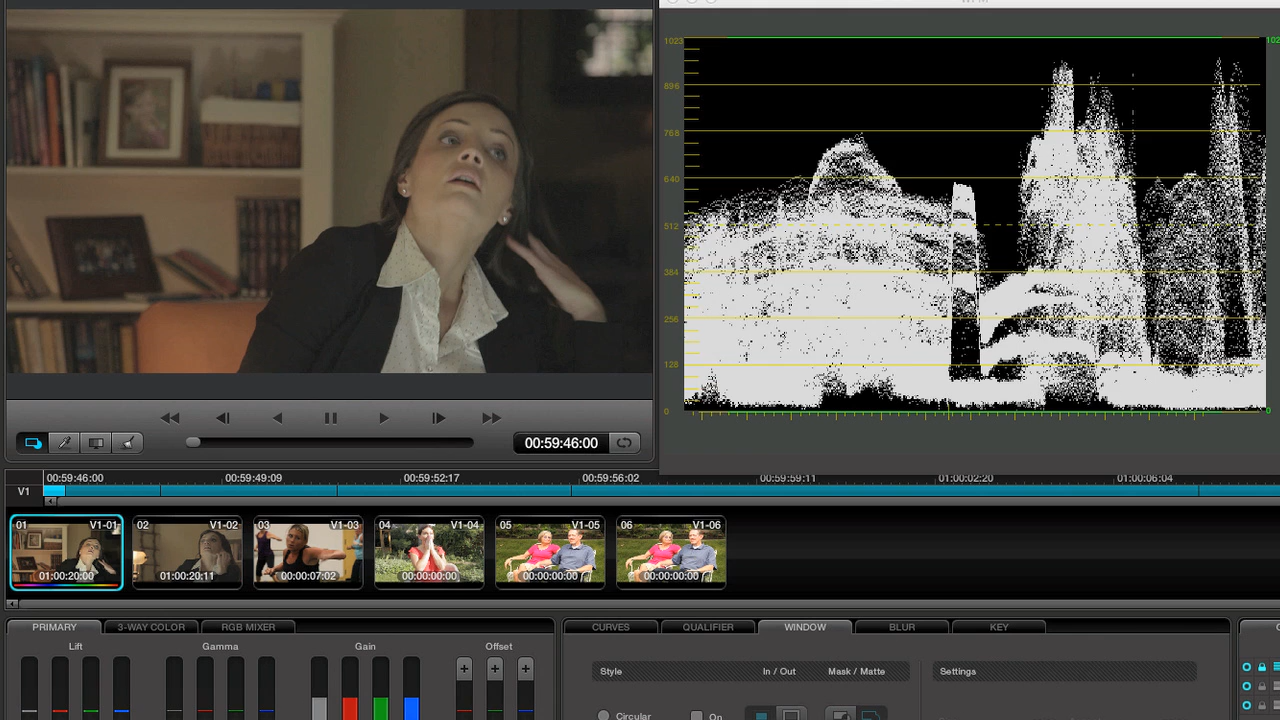 1023
102
896
768
640
512
384
256
128
0
0
00:59:46:00
00:59:46:00
00:59:49:09
00:59:52:17
00:59:56:02
00:59:59:11
01:00:02:20
01:00:06:04
V1
01 V1-01
01:00:20:00
02 V1-02
01:00:20:11
03 V1-03
00:00:07:02
04 V1-04
00:00:00:00
05 V1-05
00:00:00:00
06 V1-06
00:00:00:00
PRIMARY
3-WAY COLOR
RGB MIXER
CURVES
QUALIFIER
WINDOW
BLUR
KEY
Lift
Gamma
Gain
Offset
Style
In / Out
Mask / Matte
Settings
Circular
On